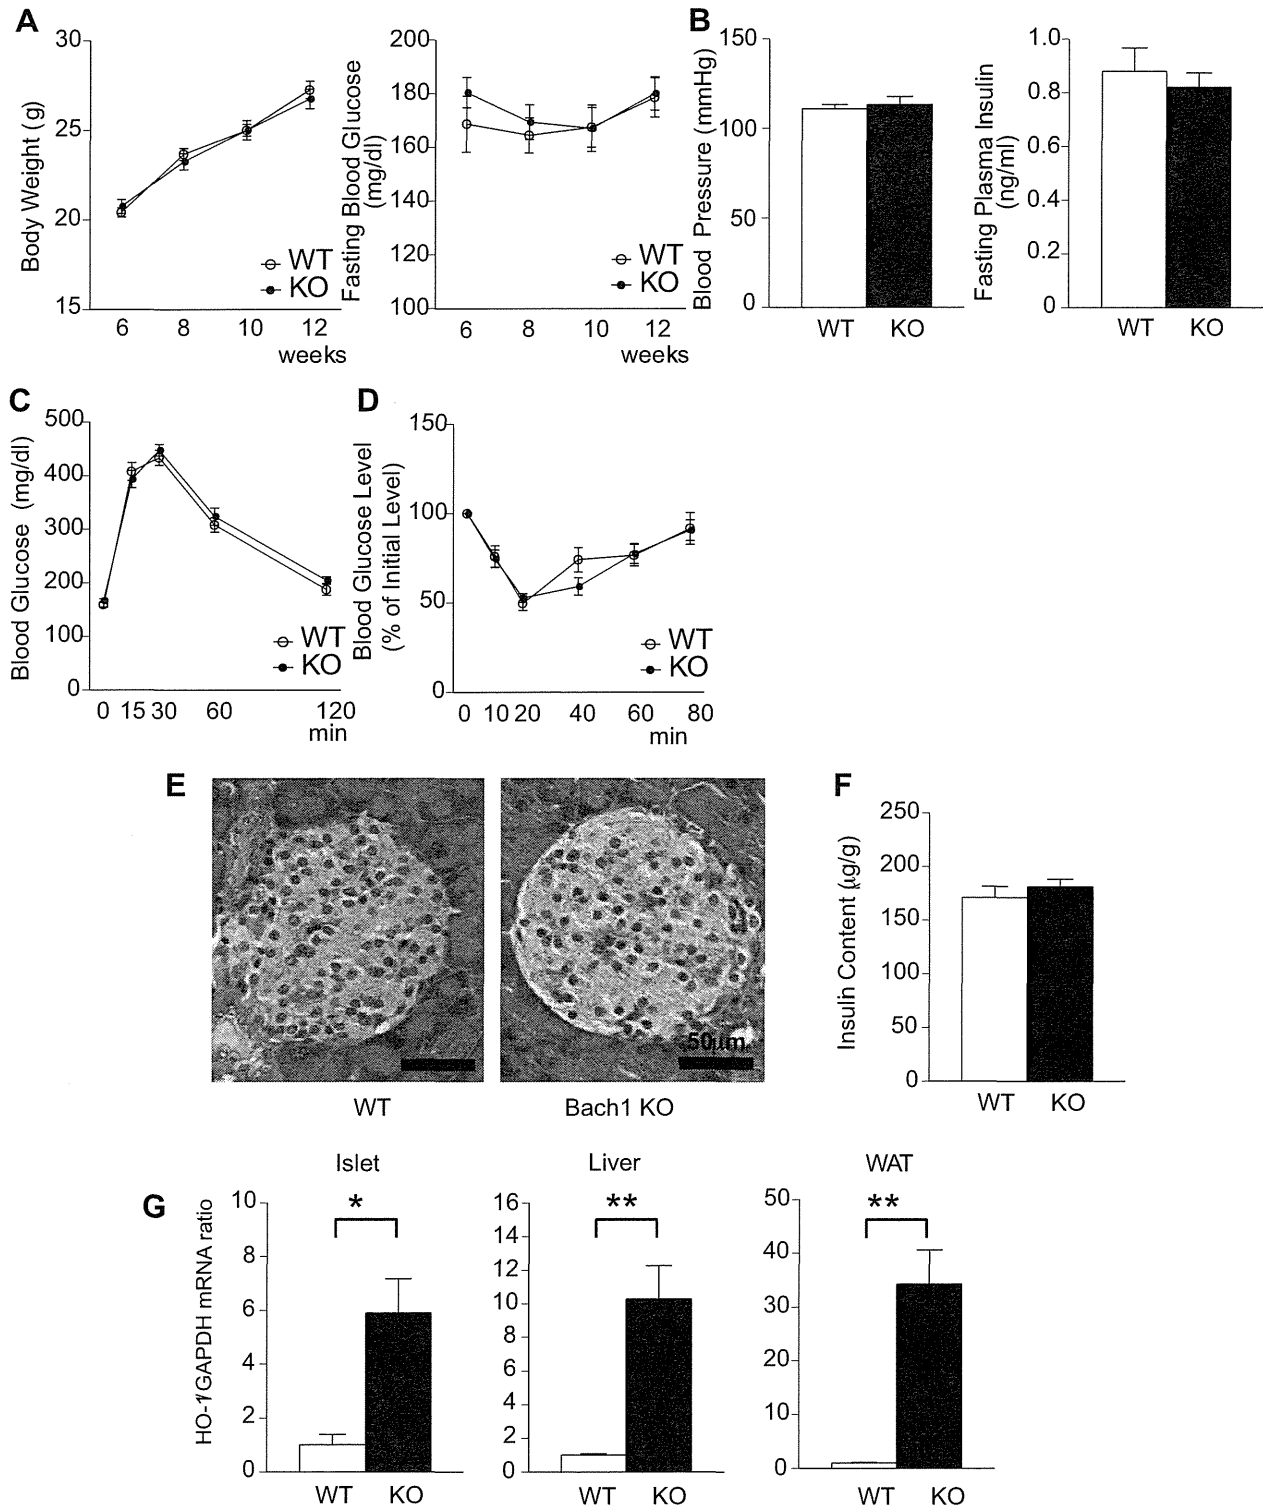 A
30
25
20
15
Body Weight (g)
WT
KO
6 8 10 12
weeks
200
180
160
140
120
100
Fasting Blood Glucose
(mg/dl)
WT
KO
6 8 10 12
weeks
B
150
100
50
0
Blood Pressure (mmHg)
WT KO
1.0
0.8
0.6
0.4
0.2
0
Fasting Plasma Insulin
(ng/ml)
WT KO
C
500
400
300
200
100
0
Blood Glucose (mg/dl)
WT
KO
0 15 30 60 120
min
D
150
100
50
0
Blood Glucose Level
(% of Initial Level)
WT
KO
0 10 20 40 60 80
min
E
50μm
WT
Bach1 KO
F
250
200
150
100
50
0
Insulin Content (μg/g)
WT KO
G
Islet
10
8
6
4
2
0
HO-1/GAPDH mRNA ratio
*
WT KO
Liver
16
14
12
10
8
6
4
2
0
**
WT KO
WAT
50
40
30
20
10
0
**
WT KO